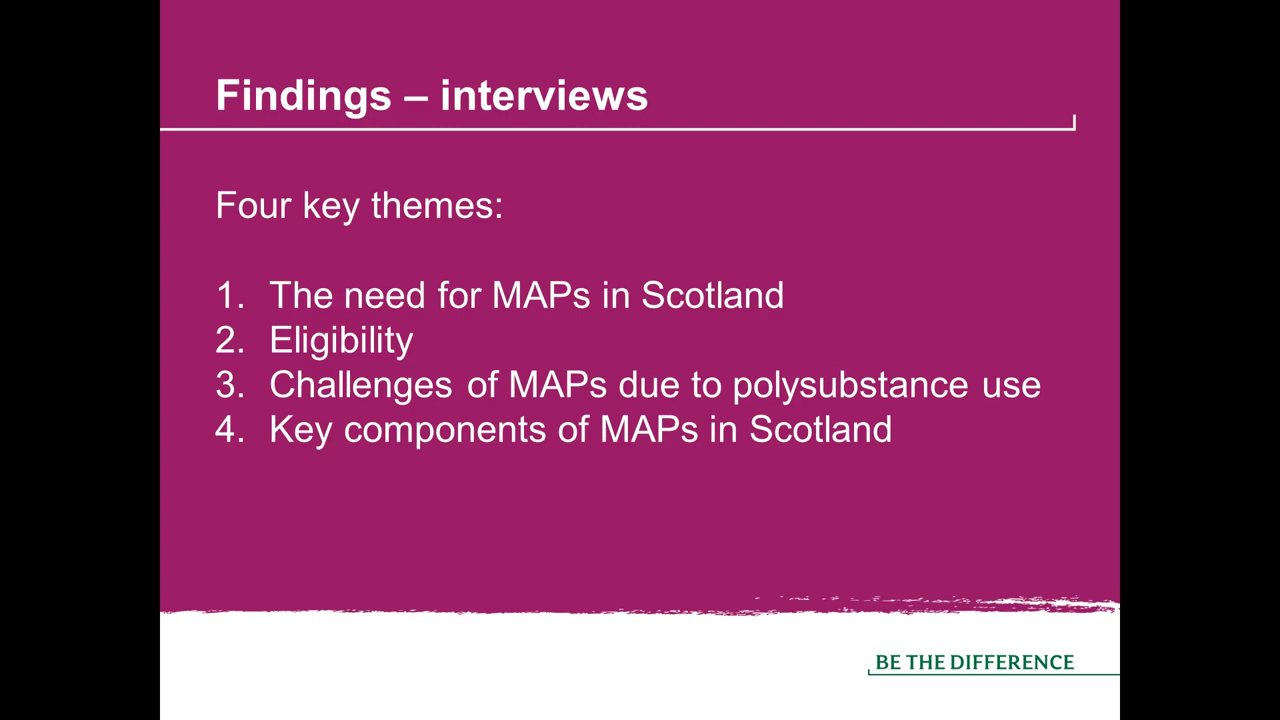 Findings – interviews
Four key themes:
1. The need for MAPs in Scotland
2. Eligibility
3. Challenges of MAPs due to polysubstance use
4. Key components of MAPs in Scotland
BE THE DIFFERENCE